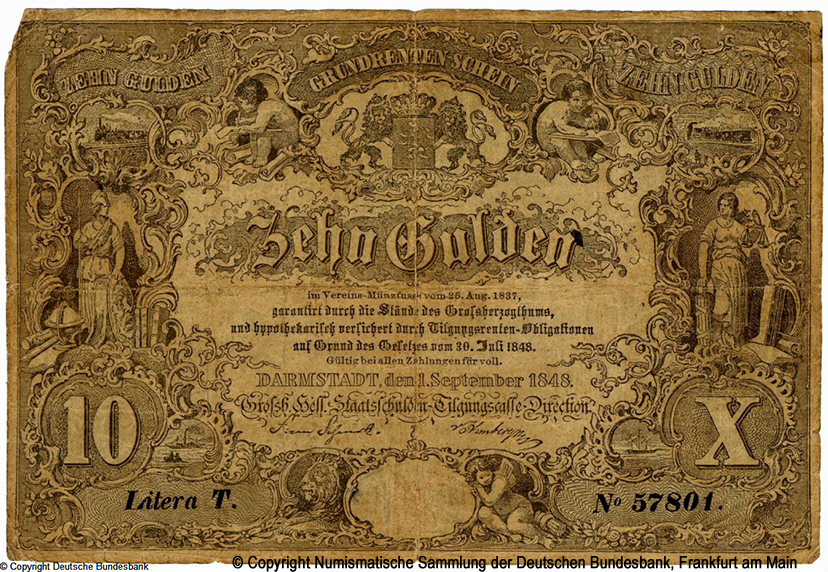 ZEHN GULDEN
GRUNDRENTEN SCHEIN
ZEHN GULDEN
Zehn Gulden
im Vereins-Münzfusse vom 25. Aug. 1837,
garantirt durch die Stände des Großherzogthums,
und hypothekarisch versichert durch Tilgungsrenten-Obligationen
auf Grund des Gesetzes vom 30. Juli 1848.
Gültig bei allen Zahlungen für voll.
DARMSTADT, den 1. September 1848.
Großh. Hess. Staatsschulden-Tilgungscasse-Direction.
10
X
Litera T.
No 57801.
© Copyright Deutsche Bundesbank
© Copyright Numismatische Sammlung der Deutschen Bundesbank, Frankfurt am Main